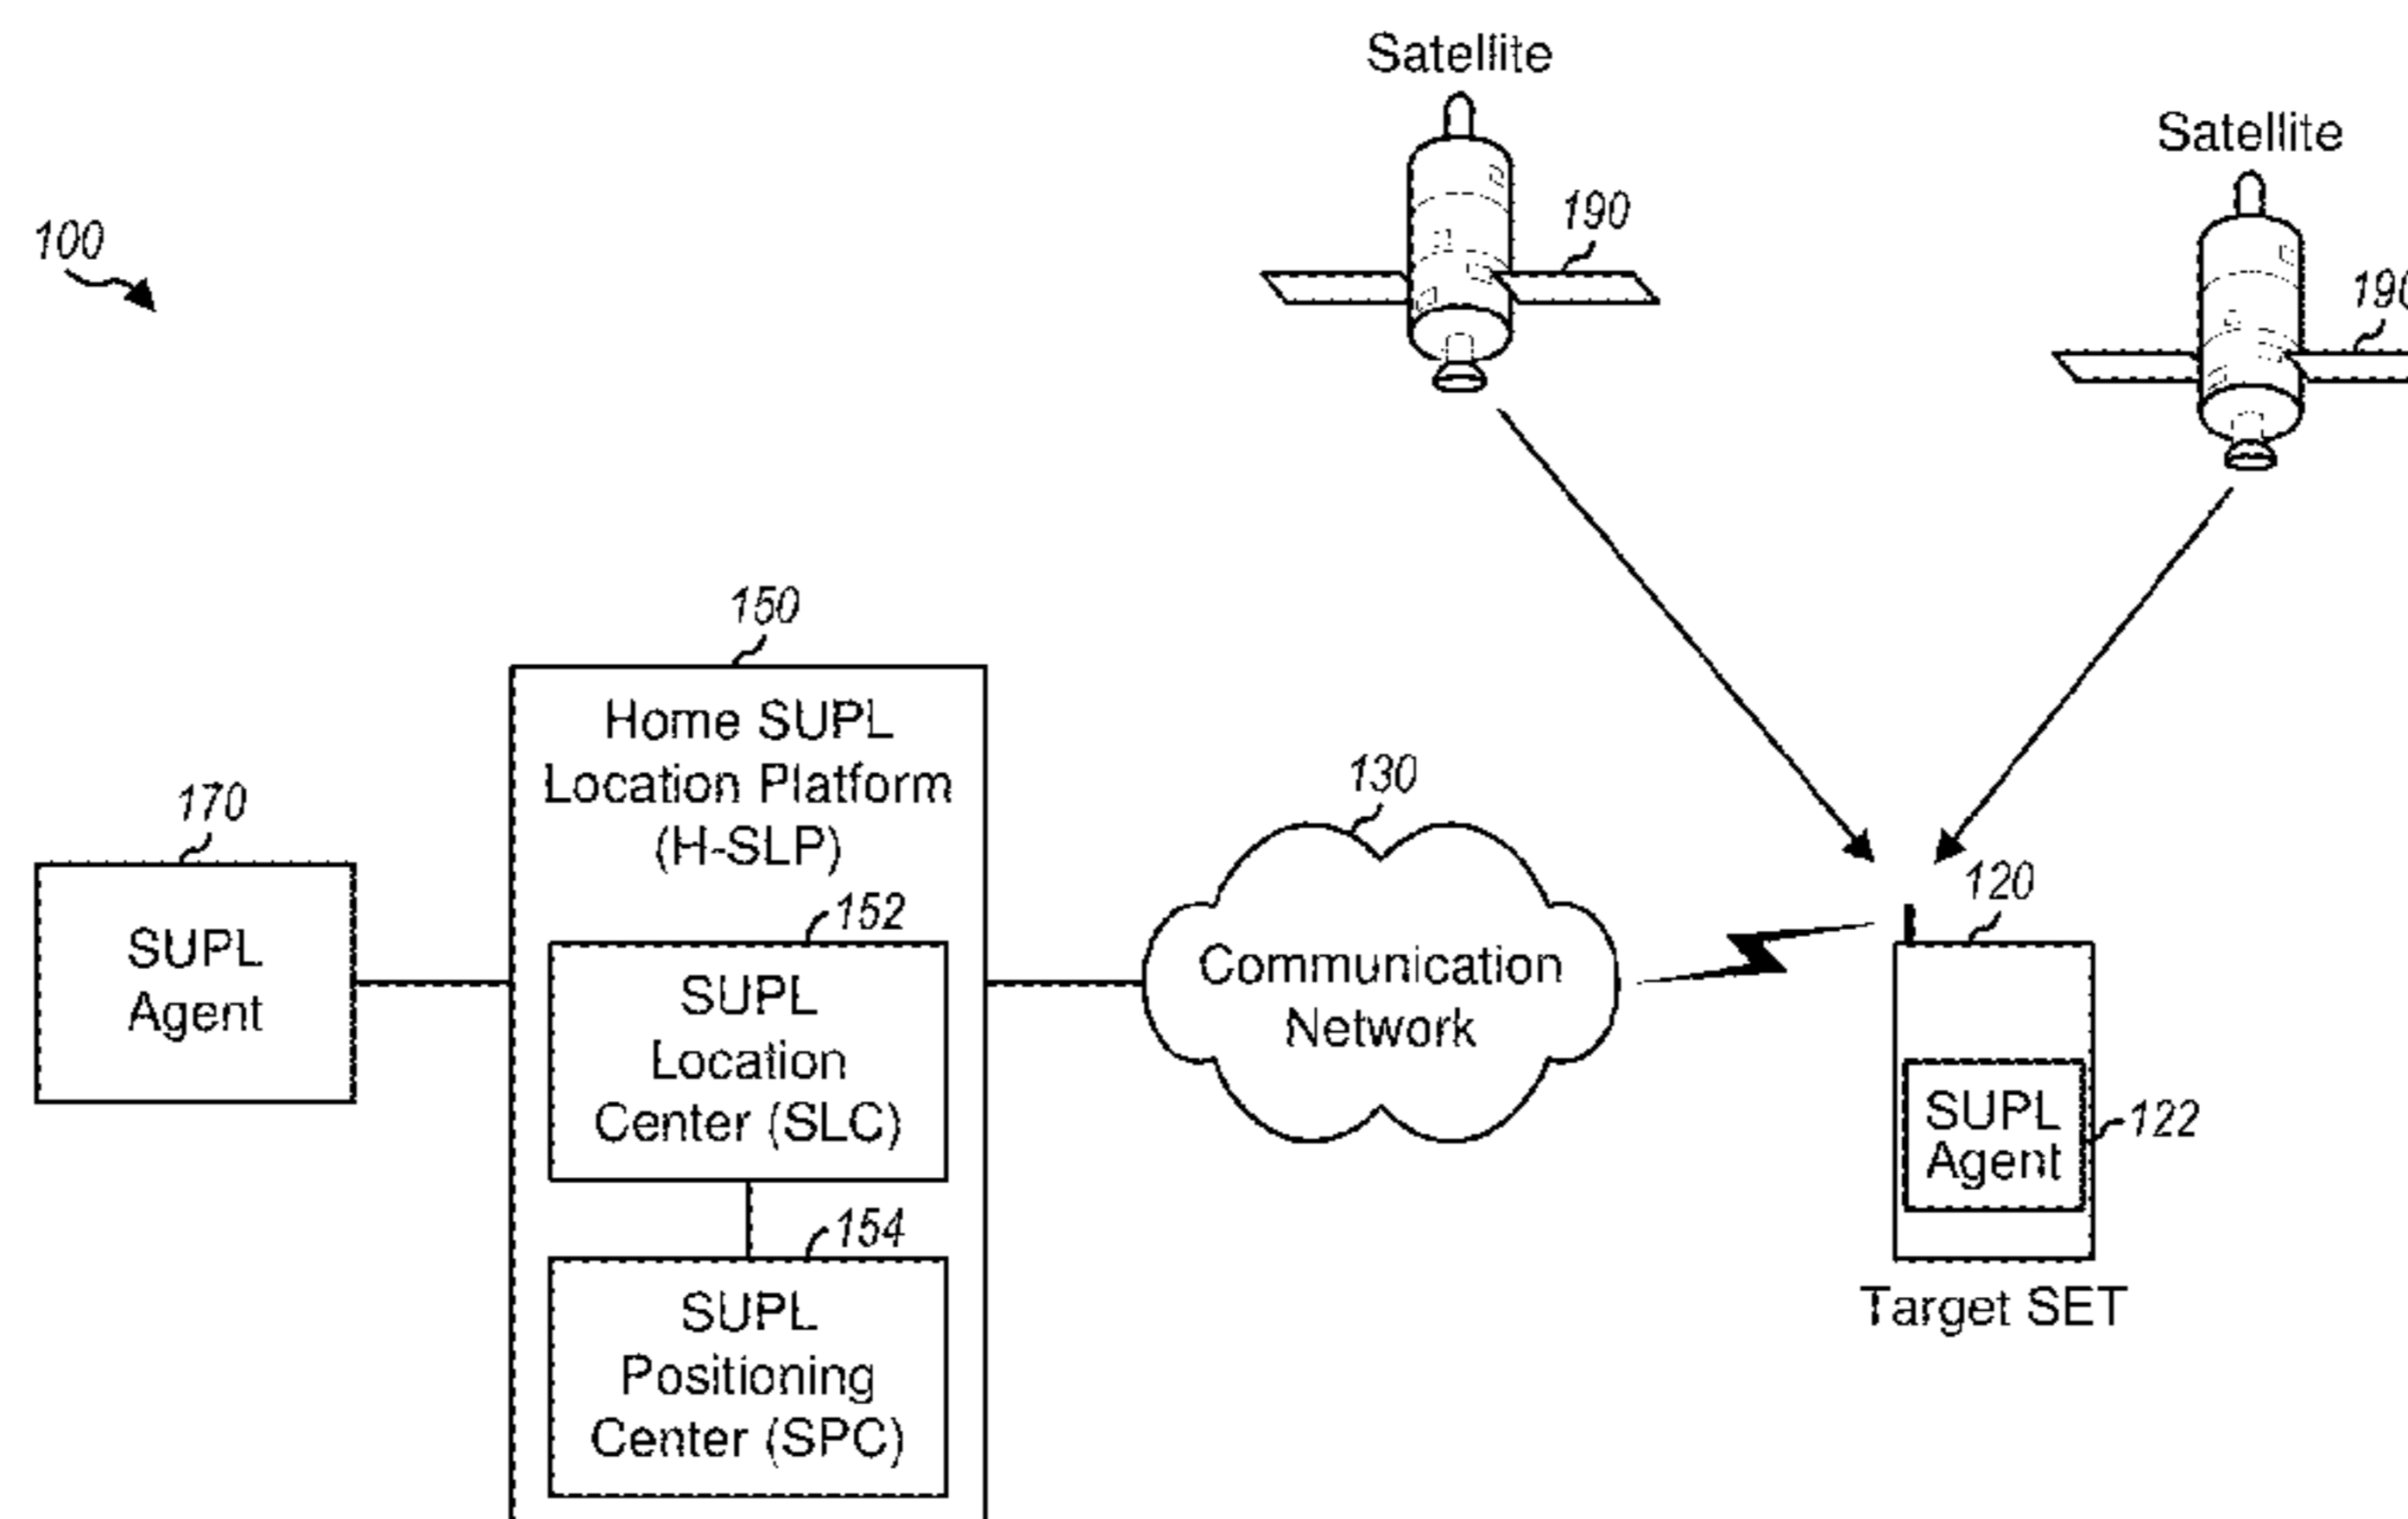 Satellite
Satellite
190
100
190
150
Home SUPL
Location Platform
(H-SLP)
130
170
120
152
SUPL
Agent
Communication
Network
SUPL
Location
Center (SLC)
SUPL
Agent
122
154
SUPL
Positioning
Center (SPC)
Target SET